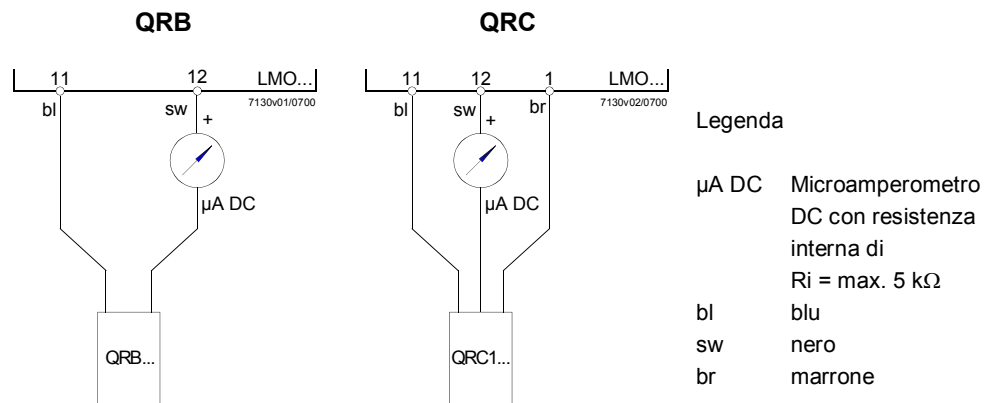 QRB
11 12 LMO...
7130v01/0700
bl sw +
µA DC
QRB...
QRC
11 12 1 LMO...
7130v02/0700
bl sw + br
µA DC
QRC1...
Legenda
µA DC Microamperometro
DC con resistenza
interna di
Ri = max. 5 kΩ
bl blu
sw nero
br marrone